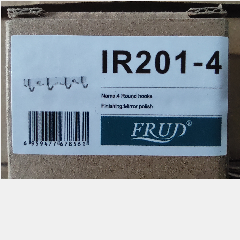 IR201-4
Name:4 Round hooks
Finishing:Mirror polish
FRUD®